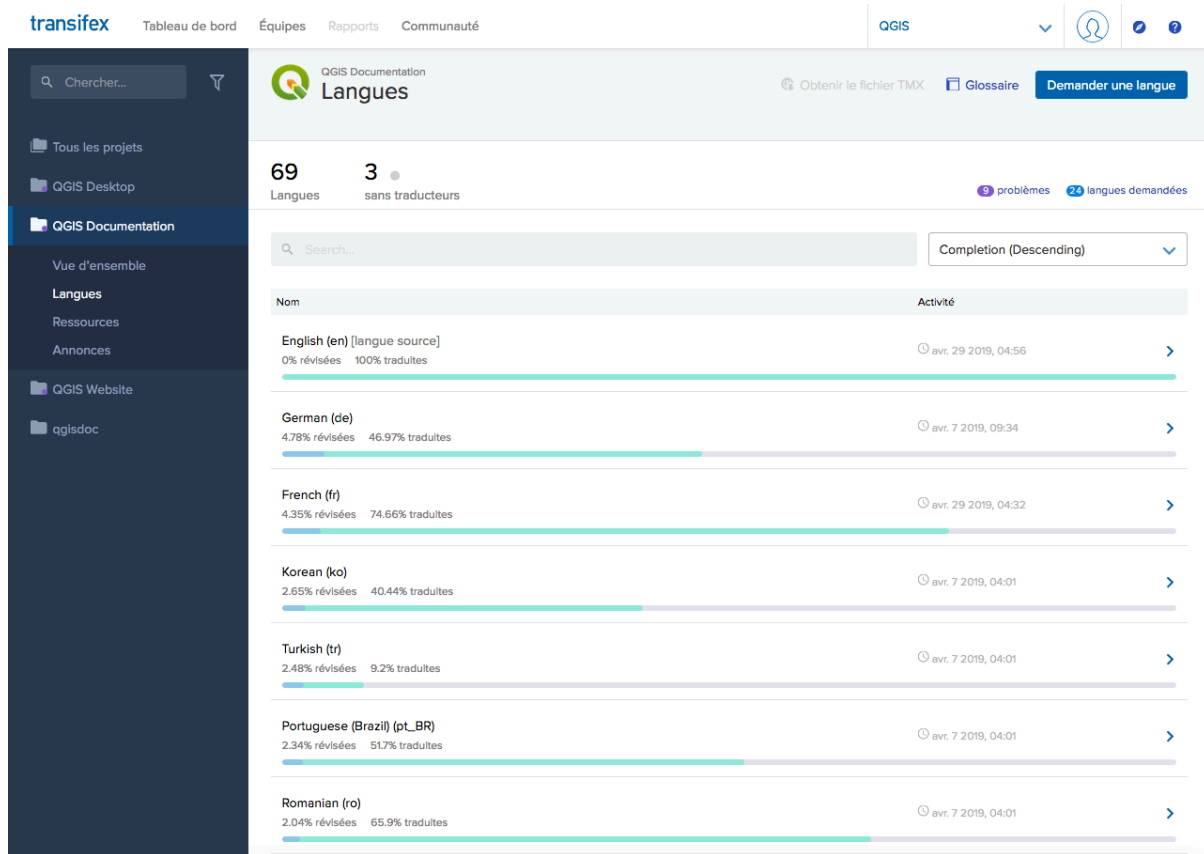 transifex Tableau de bord Équipes Rapports Communauté QGIS
Chercher...
Tous les projets
QGIS Desktop
QGIS Documentation
Vue d'ensemble
Langues
Ressources
Annonces
QGIS Website
qgisdoc
QGIS Documentation
Langues
Obtenir le fichier TMX Glossaire Demander une langue
69 3
Langues sans traducteurs
9 problèmes 24 langues demandées
Search... Completion (Descending)
Nom Activité
English (en) [langue source]
0% révisées 100% traduites
avr. 29 2019, 04:56
German (de)
4.78% révisées 46.97% traduites
avr. 7 2019, 09:34
French (fr)
4.35% révisées 74.66% traduites
avr. 29 2019, 04:32
Korean (ko)
2.65% révisées 40.44% traduites
avr. 7 2019, 04:01
Turkish (tr)
2.48% révisées 9.2% traduites
avr. 7 2019, 04:01
Portuguese (Brazil) (pt_BR)
2.34% révisées 51.7% traduites
avr. 7 2019, 04:01
Romanian (ro)
2.04% révisées 65.9% traduites
avr. 7 2019, 04:01